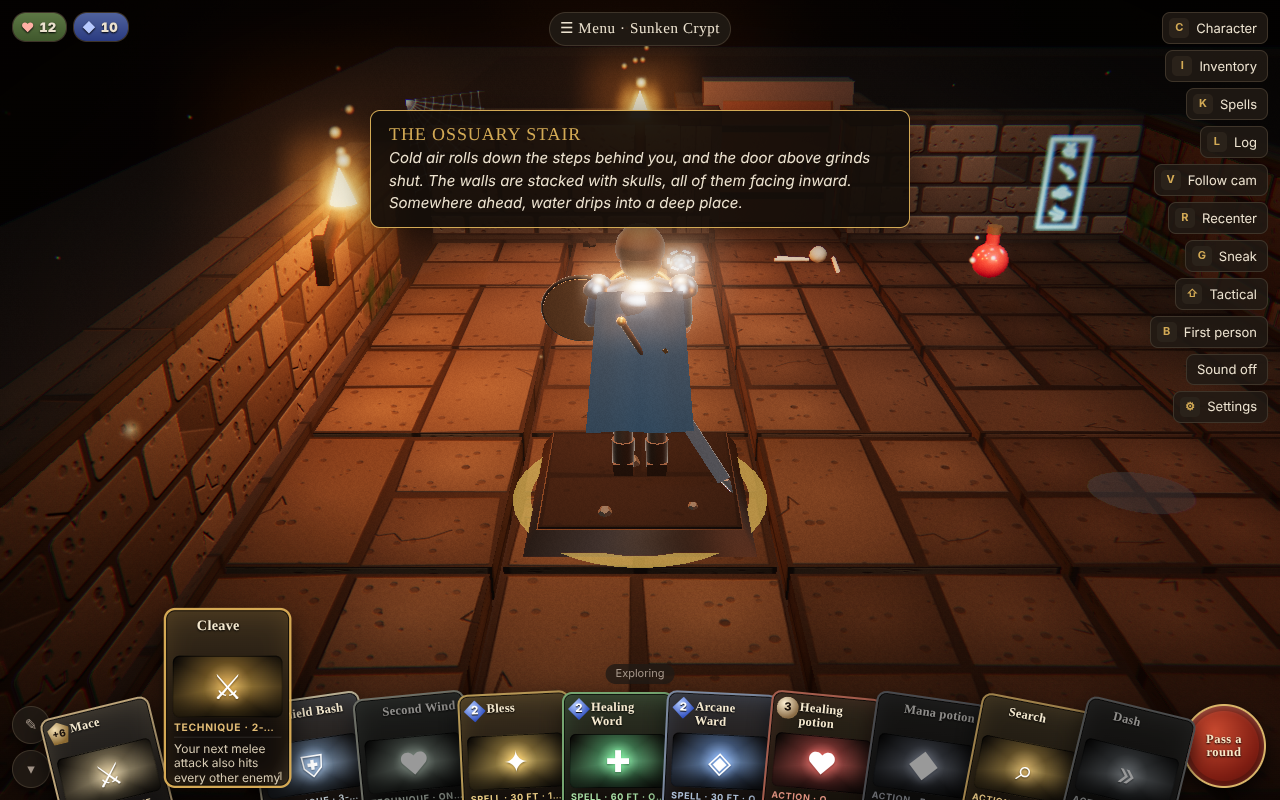 12
10
☰ Menu · Sunken Crypt
C Character
I Inventory
K Spells
L Log
V Follow cam
R Recenter
G Sneak
⇧ Tactical
B First person
Sound off
⚙ Settings
THE OSSUARY STAIR
Cold air rolls down the steps behind you, and the door above grinds
shut. The walls are stacked with skulls, all of them facing inward.
Somewhere ahead, water drips into a deep place.
Exploring
+6 Mace
Cleave
TECHNIQUE · 2-...
Your next melee
attack also hits
every other enemy
Bash
Second Wind
2 Bless
SPELL · 30 FT · 1...
2 Healing
Word
SPELL · 60 FT · O...
2 Arcane
Ward
SPELL · 30 FT · O...
3 Healing
potion
ACTION · O...
Mana potion
ACTION
Search
ACTION
Dash
Pass a
round